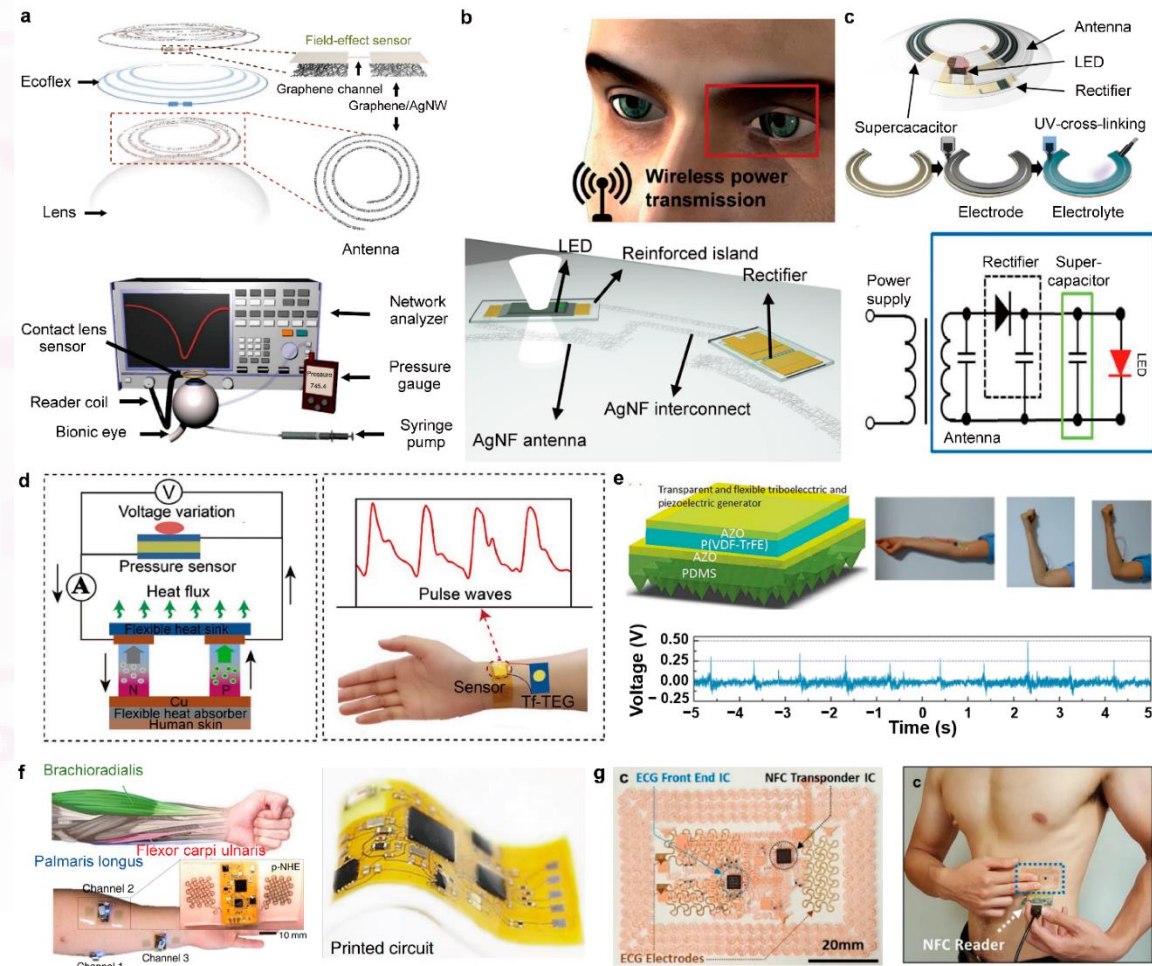 a
Field-effect sensor
Ecoflex
Graphene channel
Graphene/AgNW
Lens
Antenna
Contact lens
sensor
Reader coil
Bionic eye
Network
analyzer
Pressure
745.6
Pressure
gauge
Syringe
pump
b
Wireless power
transmission
LED
Reinforced island
Rectifier
AgNF interconnect
AgNF antenna
c
Antenna
LED
Rectifier
Supercacacitor
UV-cross-linking
Electrode
Electrolyte
Power
supply
Rectifier
Super-
capacitor
LED
Antenna
d
V
Voltage variation
Pressure sensor
A
Heat flux
Flexible heat sink
N
P
Cu
Flexible heat absorber
Human skin
Pulse waves
Sensor
Tf-TEG
e
Transparent and flexible triboelecctric and
piezoelectric generator
AZO
P(VDF-TrFE)
AZO
PDMS
Voltage (V)
0.50
0.25
0.00
−0.25
−5 −4 −3 −2 −1 0 1 2 3 4 5
Time (s)
f
Brachioradialis
Flexor carpi ulnaris
Palmaris longus
p-NHE
Channel 2
10 mm
Channel 3
Channel 1
Printed circuit
g
c
ECG Front End IC
NFC Transponder IC
ECG Electrodes
20mm
c
NFC Reader